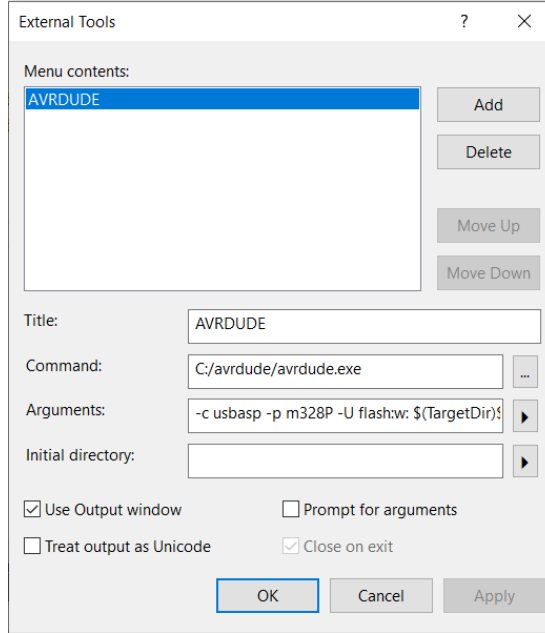 External Tools
?
Menu contents:
AVRDUDE
Add
Delete
Move Up
Move Down
Title:
AVRDUDE
Command:
C:/avrdude/avrdude.exe
...
Arguments:
-c usbasp -p m328P -U flash:w: $(TargetDir)
Initial directory:
Use Output window
Prompt for arguments
Treat output as Unicode
Close on exit
OK
Cancel
Apply